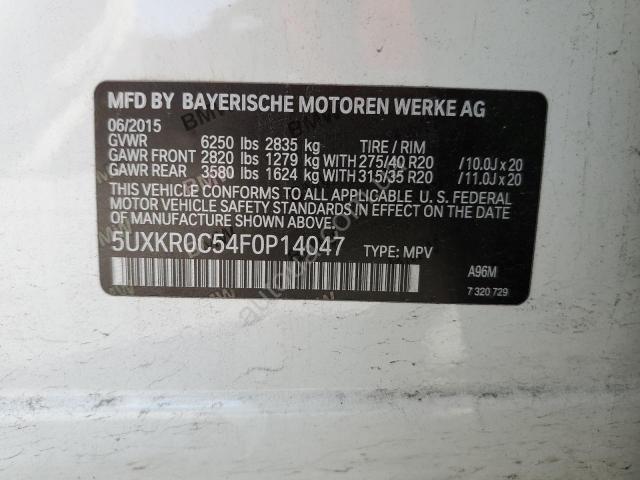 MFD BY BAYERISCHE MOTOREN WERKE AG
06/2015
GVWR 6250 lbs 2835 kg TIRE / RIM
GAWR FRONT 2820 lbs 1279 kg WITH 275/40 R20 /10.0J x 20
GAWR REAR 3580 lbs 1624 kg WITH 315/35 R20 /11.0J x 20
THIS VEHICLE CONFORMS TO ALL APPLICABLE U. S. FEDERAL
MOTOR VEHICLE SAFETY STANDARDS IN EFFECT ON THE DATE
OF MANUFACTURE SHOWN ABOVE.
5UXKR0C54F0P14047 TYPE: MPV
A96M
7 320 729